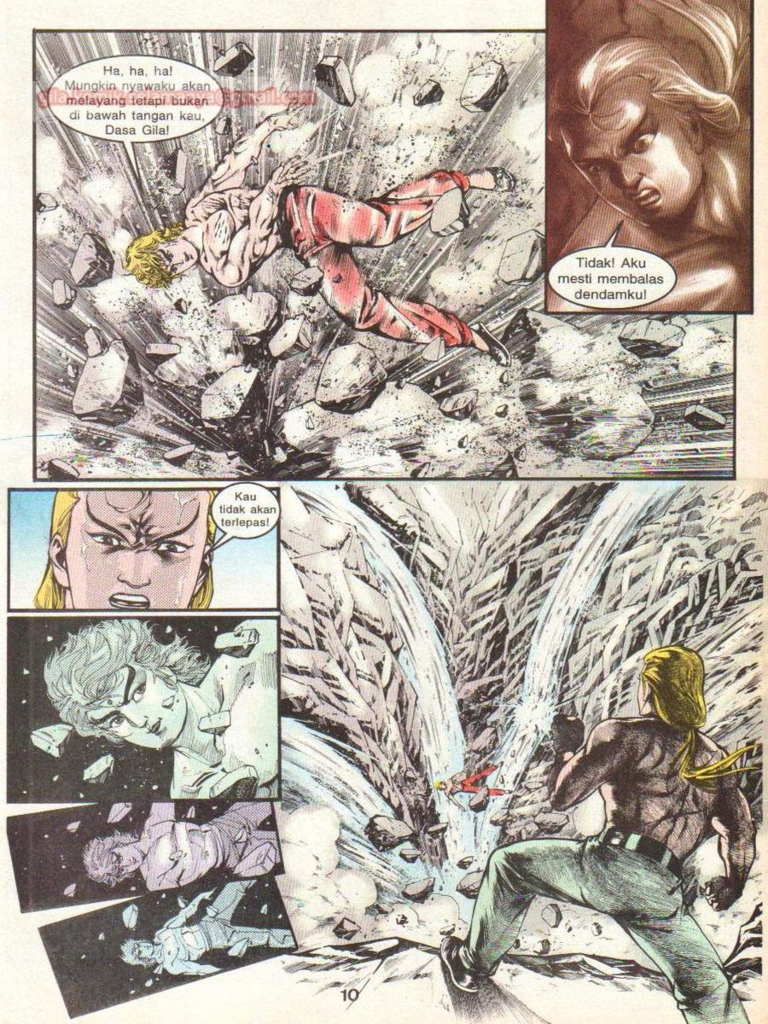 Ha, ha, ha!
Mungkin nyawaku akan
melayang tetapi bukan
di bawah tangan kau,
Dasa Gila!
Tidak! Aku
mesti membalas
dendamku!
Kau
tidak akan
terlepas!
10